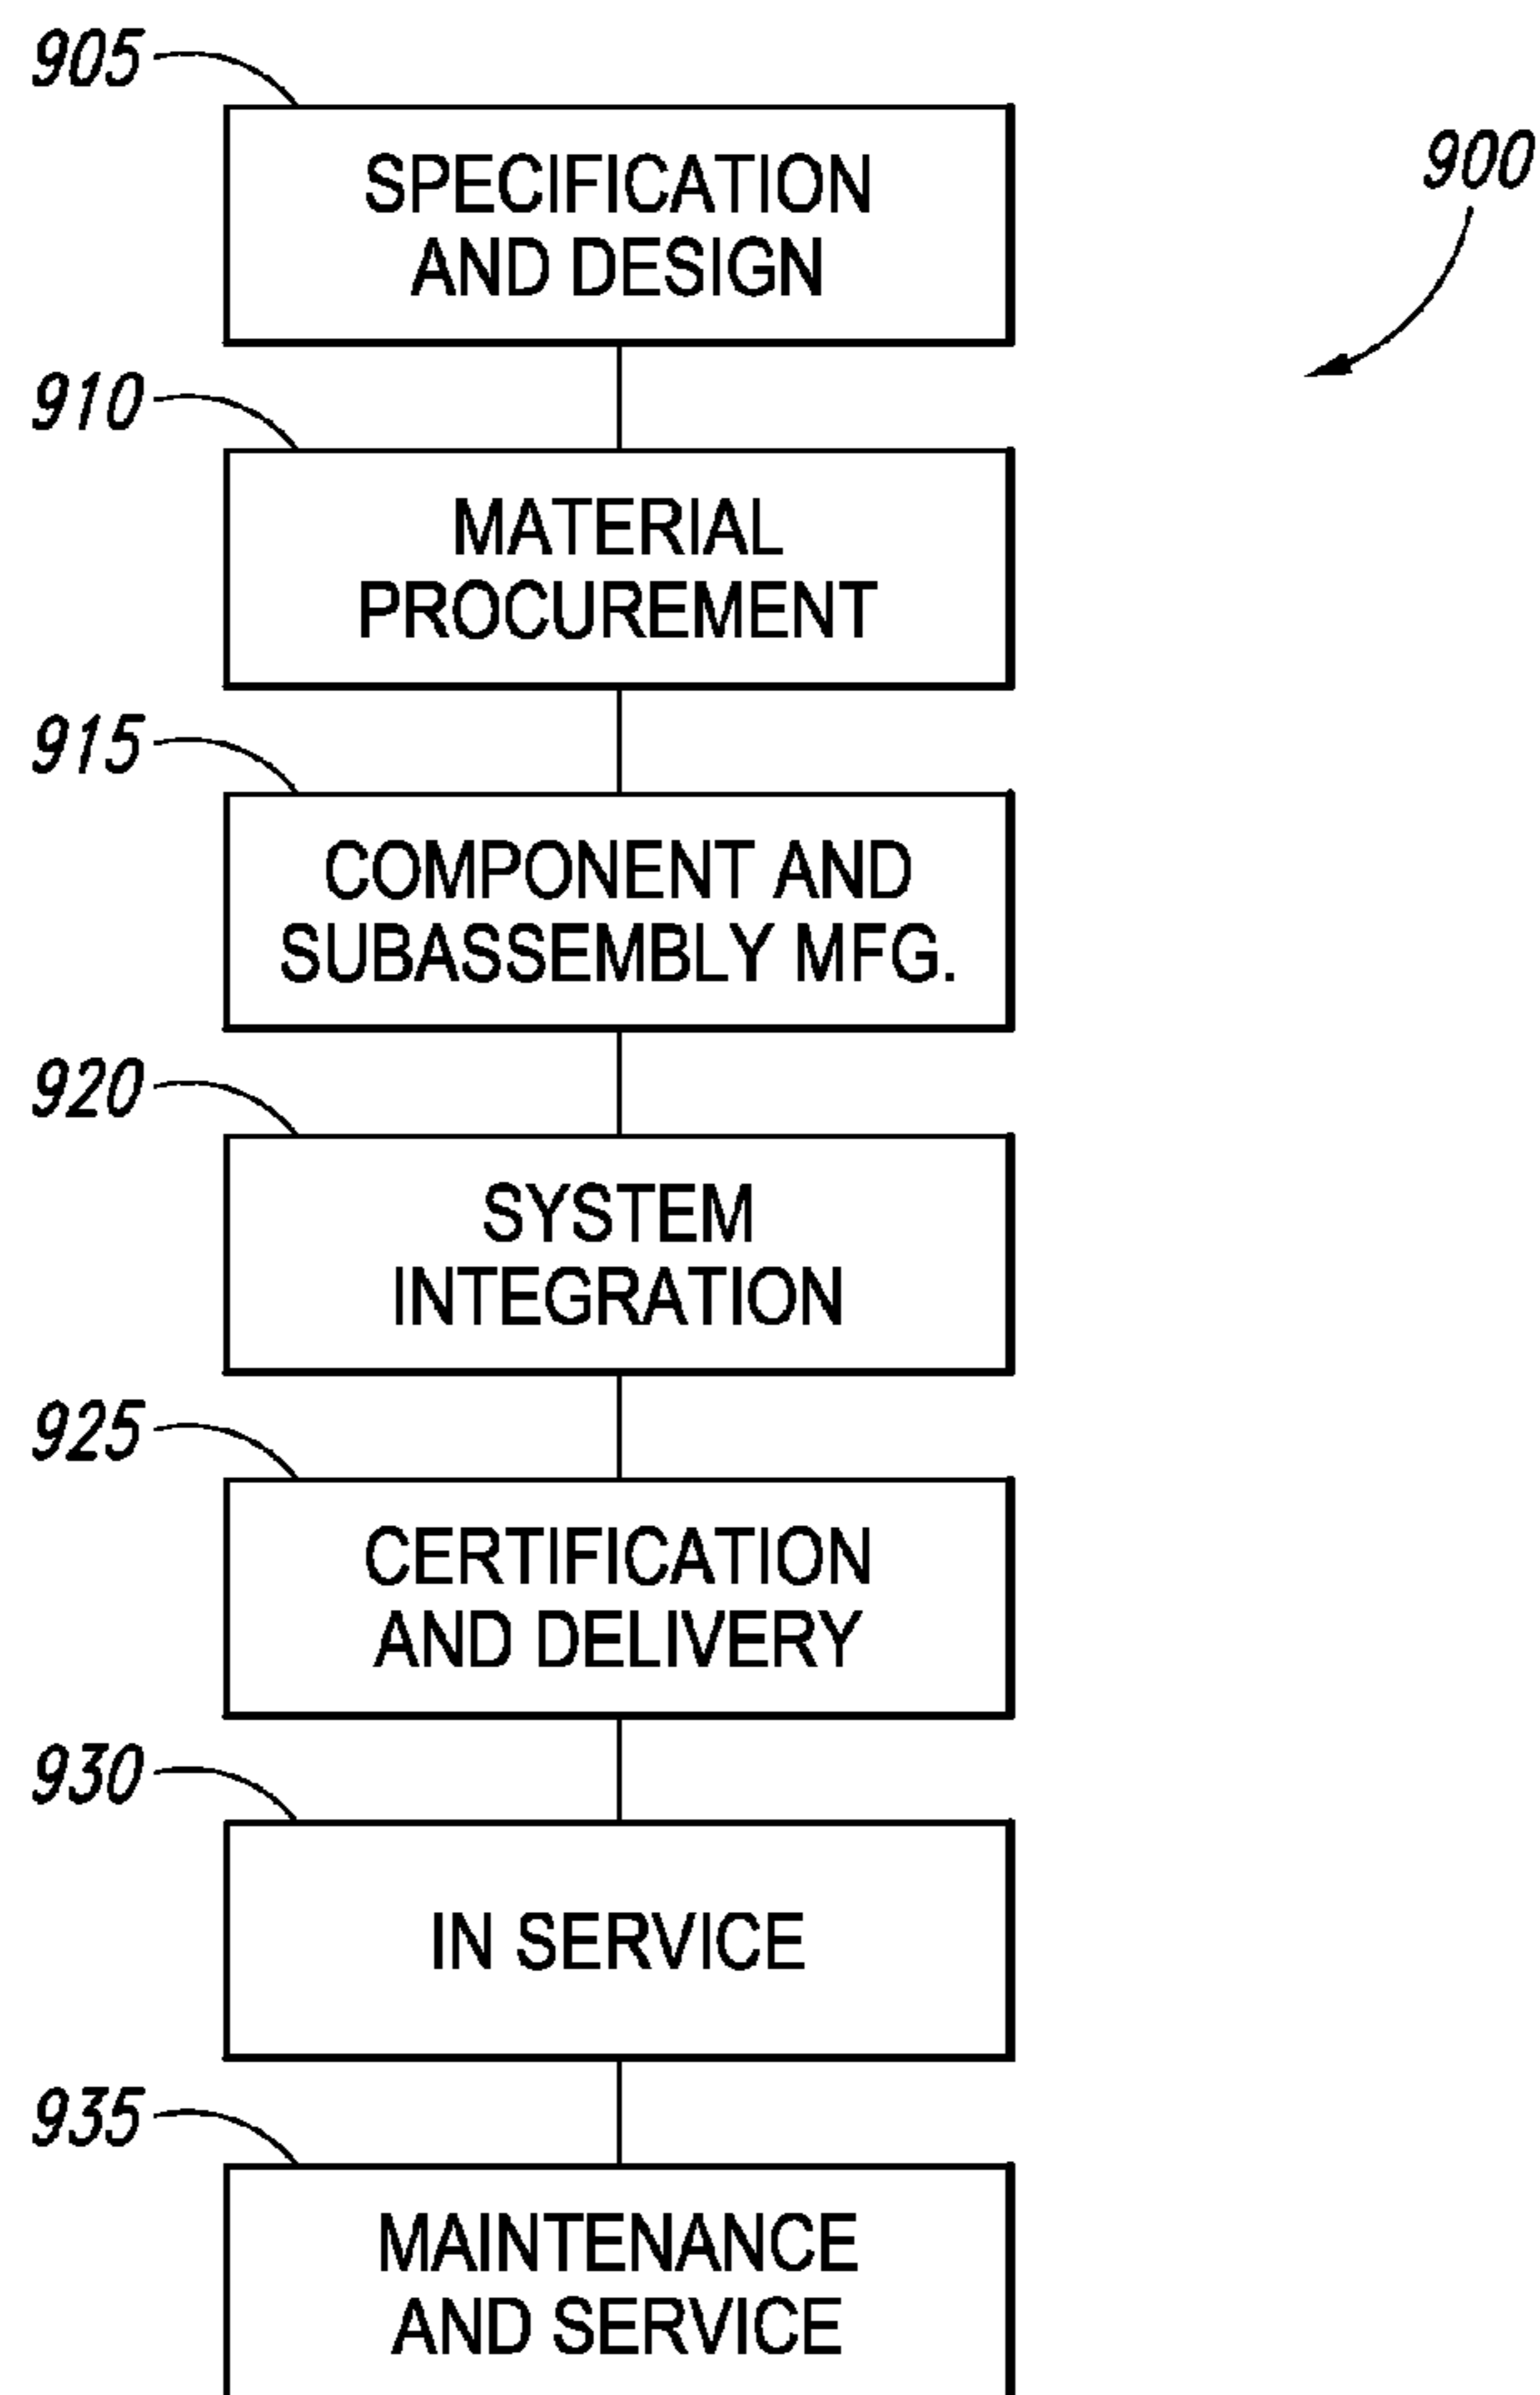 905
SPECIFICATION
AND DESIGN
900
910
MATERIAL
PROCUREMENT
915
COMPONENT AND
SUBASSEMBLY MFG.
920
SYSTEM
INTEGRATION
925
CERTIFICATION
AND DELIVERY
930
IN SERVICE
935
MAINTENANCE
AND SERVICE